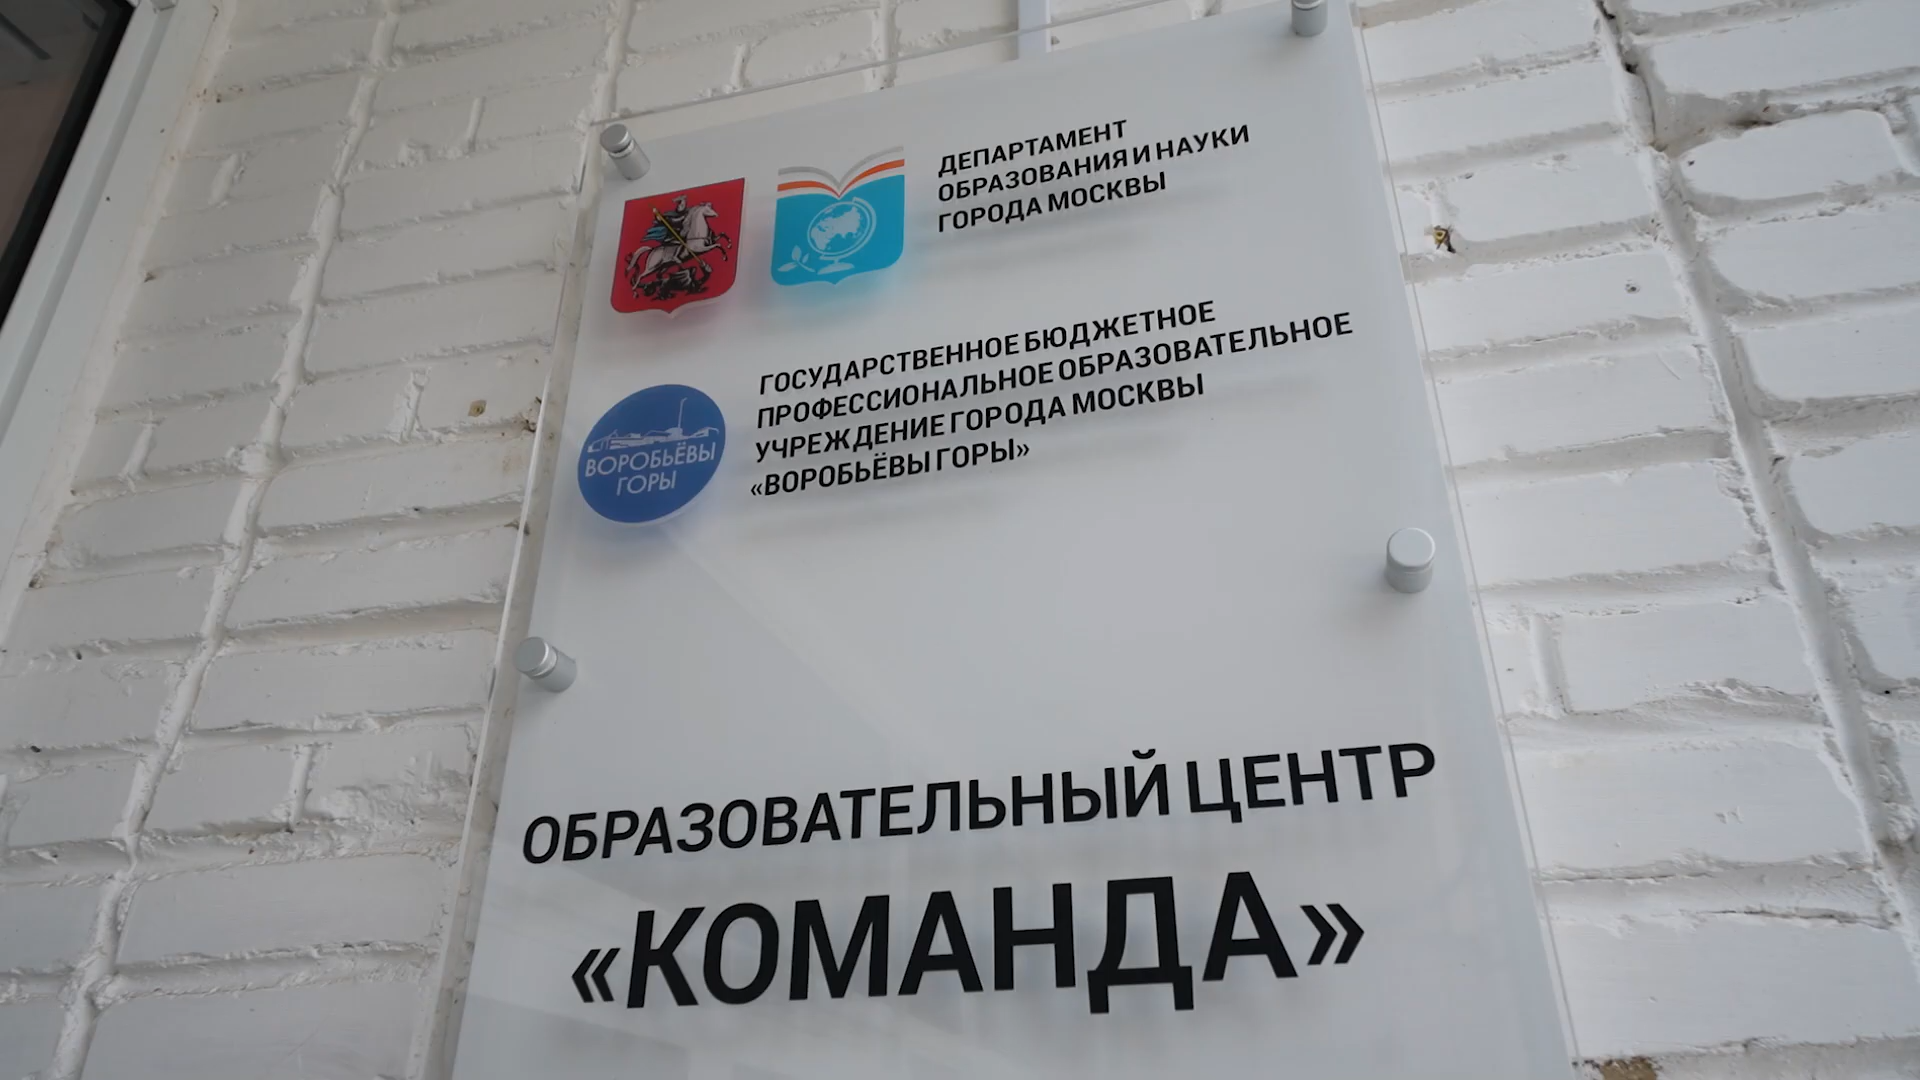 ДЕПАРТАМЕНТ
ОБРАЗОВАНИЯ И НАУКИ
ГОРОДА МОСКВЫ
ГОСУДАРСТВЕННОЕ БЮДЖЕТНОЕ
ПРОФЕССИОНАЛЬНОЕ ОБРАЗОВАТЕЛЬНОЕ
УЧРЕЖДЕНИЕ ГОРОДА МОСКВЫ
«ВОРОБЬЁВЫ ГОРЫ»
ВОРОБЬЁВЫ
ГОРЫ
ОБРАЗОВАТЕЛЬНЫЙ ЦЕНТР
«КОМАНДА»